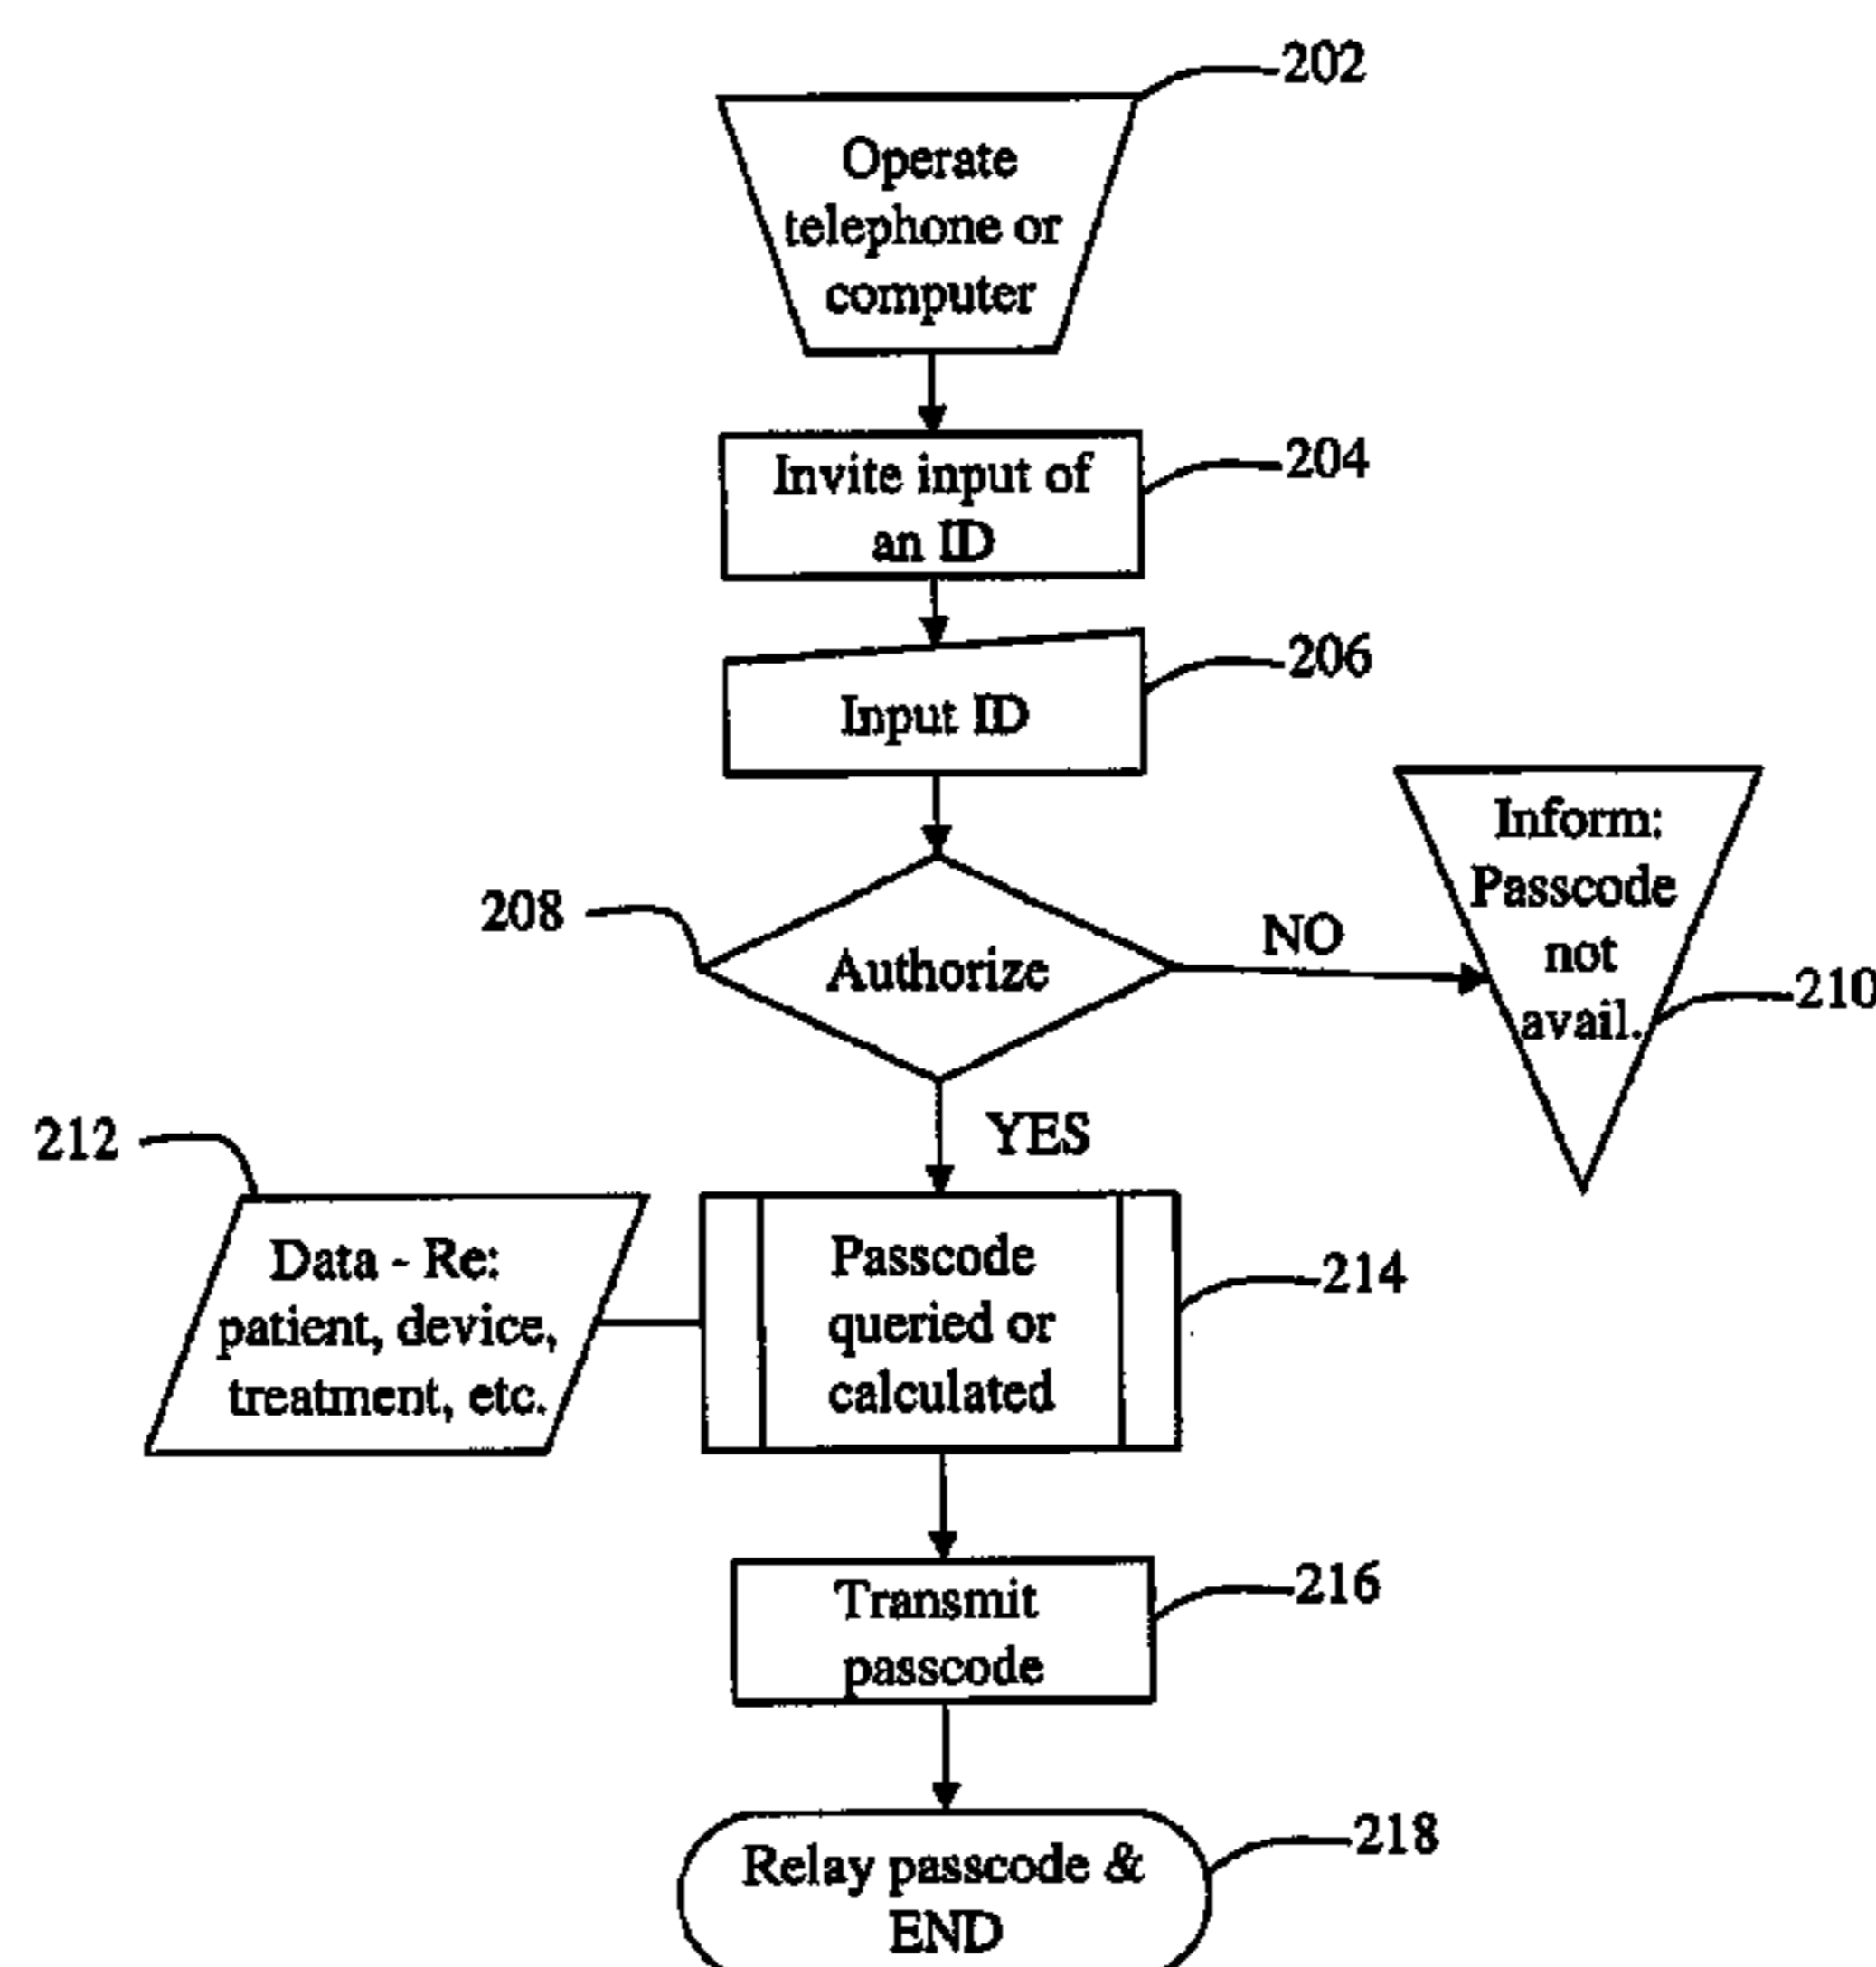 202
Operate
telephone or
computer
204
Invite input of
an ID
206
Input ID
208
Authorize
NO
Inform:
Passcode
not
avail.
210
YES
212
Data - Re:
patient, device,
treatment, etc.
Passcode
queried or
calculated
214
Transmit
passcode
216
Relay passcode &
END
218